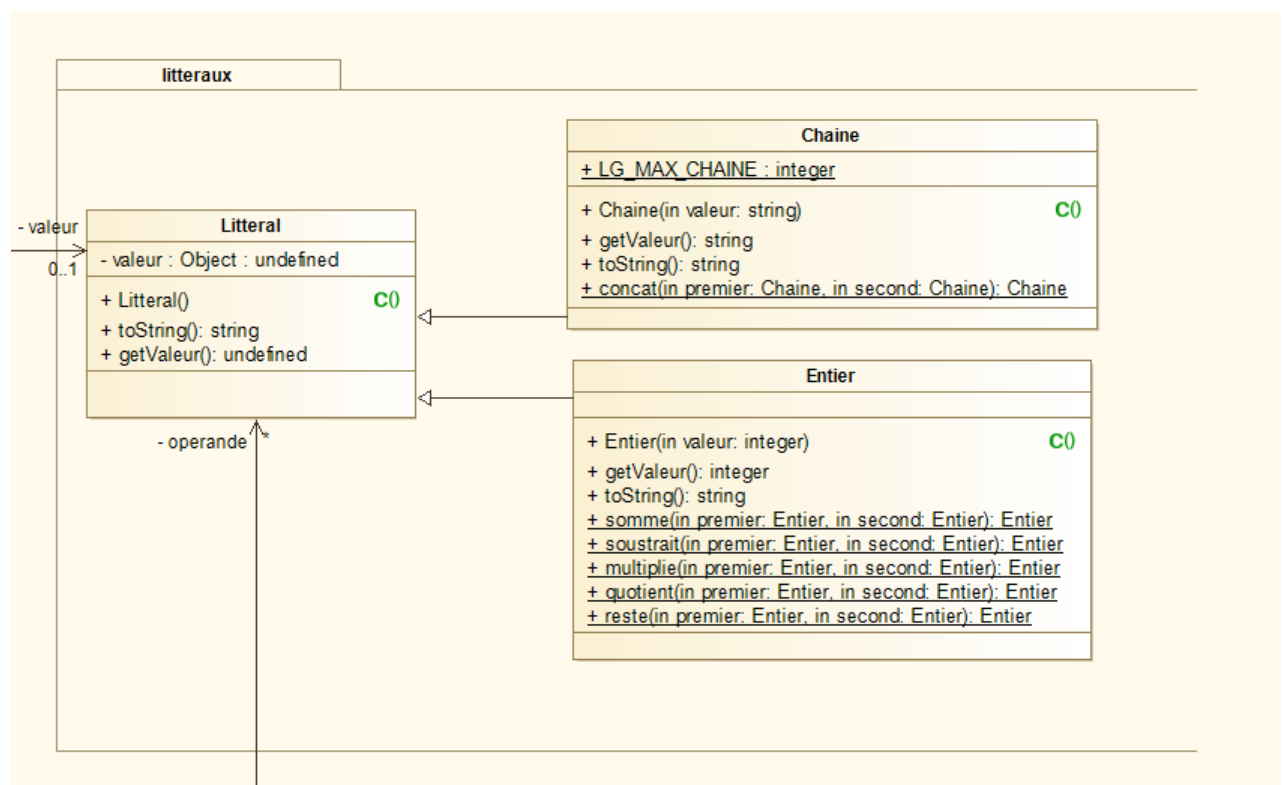 litteraux
- valeur
0..1
Litteral
- valeur : Object : undefined
+ Litteral() C()
+ toString(): string
+ getValeur(): undefined
- operande *
Chaine
+ LG_MAX_CHAINE : integer
+ Chaine(in valeur: string) C()
+ getValeur(): string
+ toString(): string
+ concat(in premier: Chaine, in second: Chaine): Chaine
Entier
+ Entier(in valeur: integer) C()
+ getValeur(): integer
+ toString(): string
+ somme(in premier: Entier, in second: Entier): Entier
+ soustrait(in premier: Entier, in second: Entier): Entier
+ multiplie(in premier: Entier, in second: Entier): Entier
+ quotient(in premier: Entier, in second: Entier): Entier
+ reste(in premier: Entier, in second: Entier): Entier